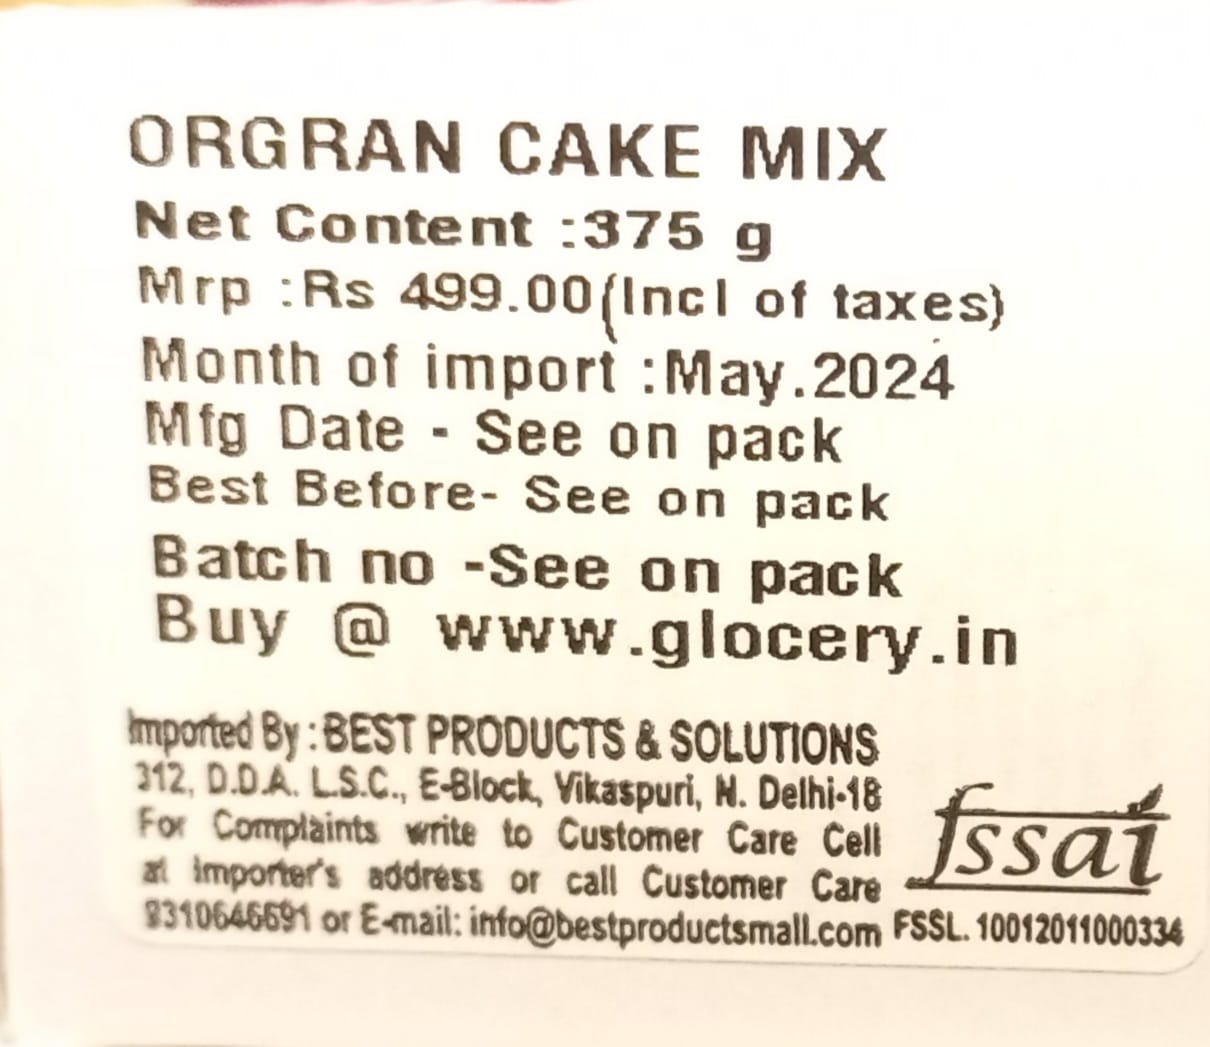 ORGRAN CAKE MIX
Net Content :375 g
Mrp :Rs 499.00(Incl of taxes)
Month of import :May.2024
Mfg Date - See on pack
Best Before- See on pack
Batch no -See on pack
Buy @ www.glocery.in
Imported By : BEST PRODUCTS & SOLUTIONS
312, D.D.A. L.S.C., E-Block, Vikaspuri, N. Delhi-18
For Complaints write to Customer Care Cell
at importer's address or call Customer Care
or E-mail: info@bestproductsmall.com
fssai
FSSL. 10012011000334